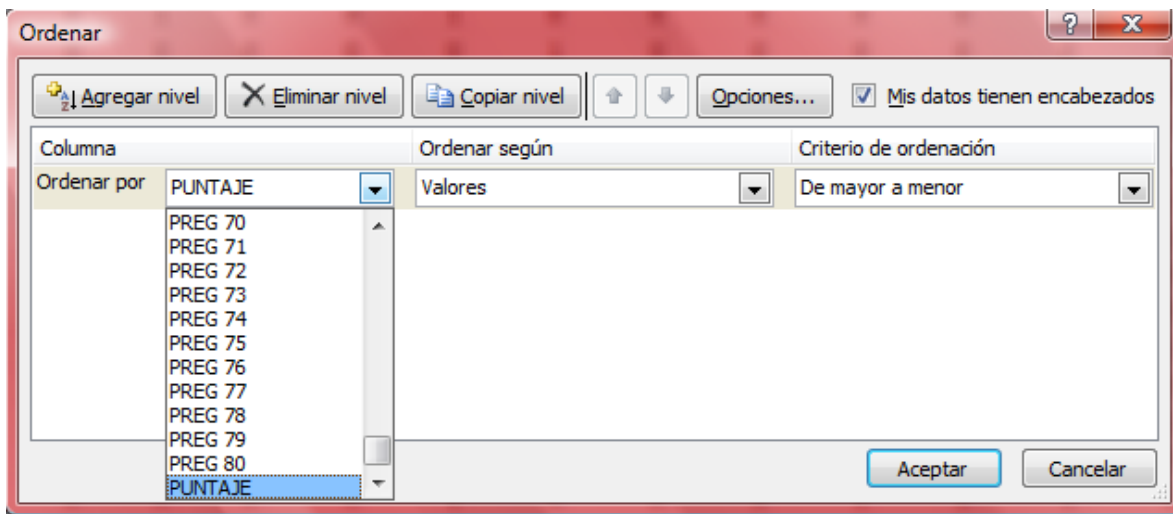 Ordenar
Agregar nivel Eliminar nivel Copiar nivel Opciones... Mis datos tienen encabezados
Columna Ordenar según Criterio de ordenación
Ordenar por PUNTAJE Valores De mayor a menor
PREG 70
PREG 71
PREG 72
PREG 73
PREG 74
PREG 75
PREG 76
PREG 77
PREG 78
PREG 79
PREG 80
PUNTAJE
Aceptar Cancelar